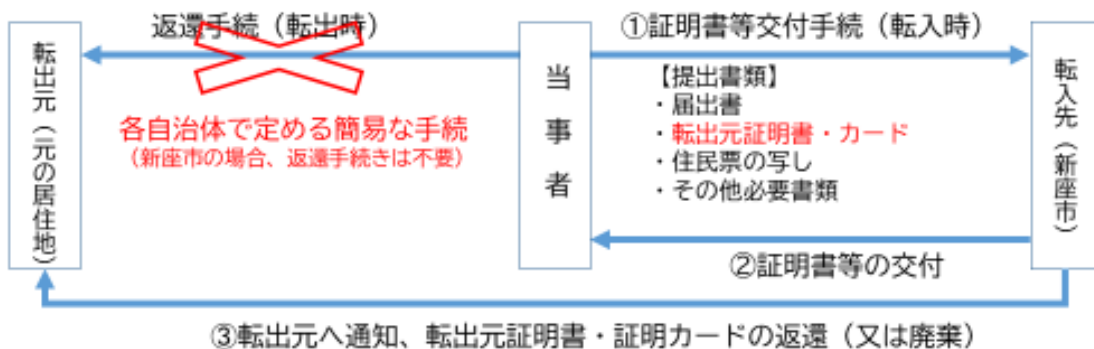 返還手続（転出時）
①証明書等交付手続（転入時）
転出元（元の居住地）
各自治体で定める簡易な手続
（新座市の場合、返還手続きは不要）
当事者
【提出書類】
・届出書
・転出元証明書・カード
・住民票の写し
・その他必要書類
転入先（新座市）
②証明書等の交付
③転出元へ通知、転出元証明書・証明カードの返還（又は廃棄）